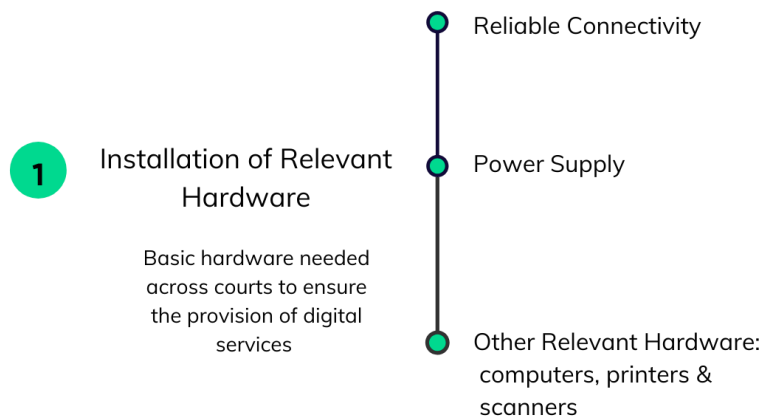 1
Installation of Relevant
Hardware
Basic hardware needed
across courts to ensure
the provision of digital
services
Reliable Connectivity
Power Supply
Other Relevant Hardware:
computers, printers &
scanners